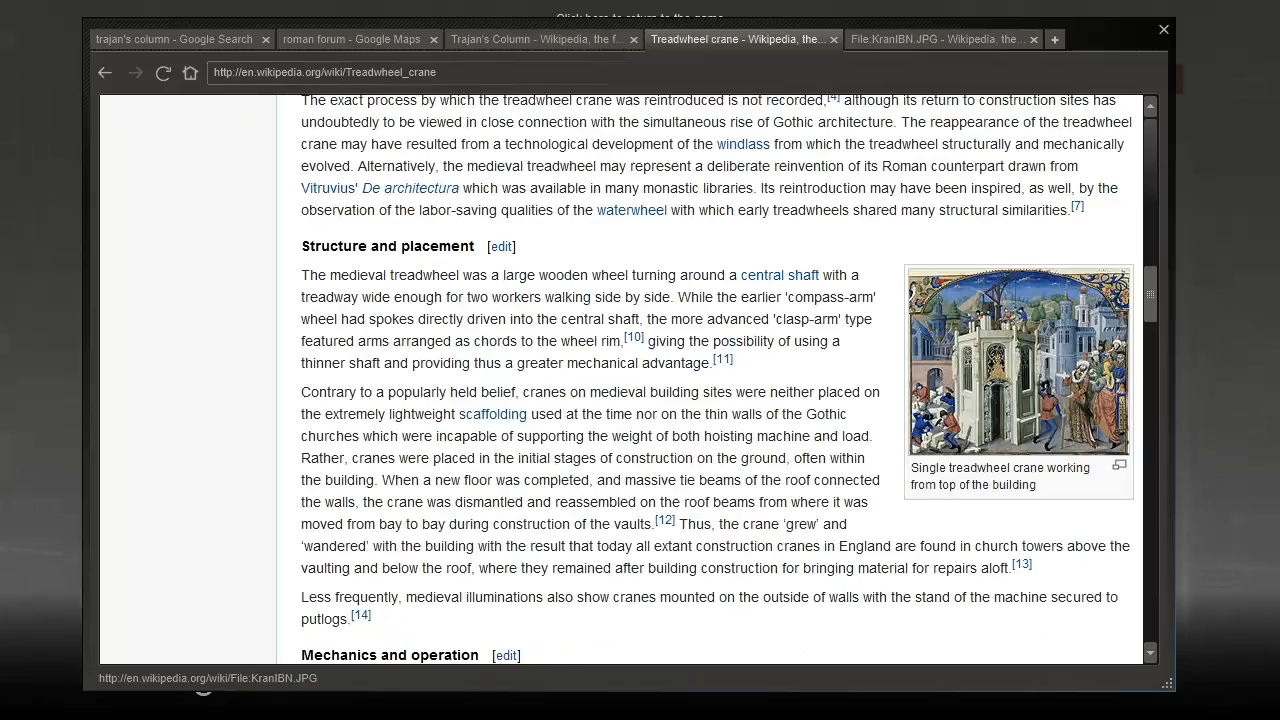 Click here to return to the game
trajan's column - Google Search
roman forum - Google Maps
Trajan's Column - Wikipedia, the f...
Treadwheel crane - Wikipedia, the...
File:KranIBN.JPG - Wikipedia, the...
http://en.wikipedia.org/wiki/Treadwheel_crane
The exact process by which the treadwheel crane was reintroduced is not recorded,[4] although its return to construction sites has
undoubtedly to be viewed in close connection with the simultaneous rise of Gothic architecture. The reappearance of the treadwheel
crane may have resulted from a technological development of the windlass from which the treadwheel structurally and mechanically
evolved. Alternatively, the medieval treadwheel may represent a deliberate reinvention of its Roman counterpart drawn from
Vitruvius' De architectura which was available in many monastic libraries. Its reintroduction may have been inspired, as well, by the
observation of the labor-saving qualities of the waterwheel with which early treadwheels shared many structural similarities.[7]
Structure and placement [edit]
The medieval treadwheel was a large wooden wheel turning around a central shaft with a
treadway wide enough for two workers walking side by side. While the earlier 'compass-arm'
wheel had spokes directly driven into the central shaft, the more advanced 'clasp-arm' type
featured arms arranged as chords to the wheel rim,[10] giving the possibility of using a
thinner shaft and providing thus a greater mechanical advantage.[11]
Contrary to a popularly held belief, cranes on medieval building sites were neither placed on
the extremely lightweight scaffolding used at the time nor on the thin walls of the Gothic
churches which were incapable of supporting the weight of both hoisting machine and load.
Rather, cranes were placed in the initial stages of construction on the ground, often within
the building. When a new floor was completed, and massive tie beams of the roof connected
the walls, the crane was dismantled and reassembled on the roof beams from where it was
moved from bay to bay during construction of the vaults.[12] Thus, the crane ‘grew’ and
‘wandered’ with the building with the result that today all extant construction cranes in England are found in church towers above the
vaulting and below the roof, where they remained after building construction for bringing material for repairs aloft.[13]
Less frequently, medieval illuminations also show cranes mounted on the outside of walls with the stand of the machine secured to
putlogs.[14]
Mechanics and operation [edit]
Single treadwheel crane working
from top of the building
http://en.wikipedia.org/wiki/File:KranIBN.JPG